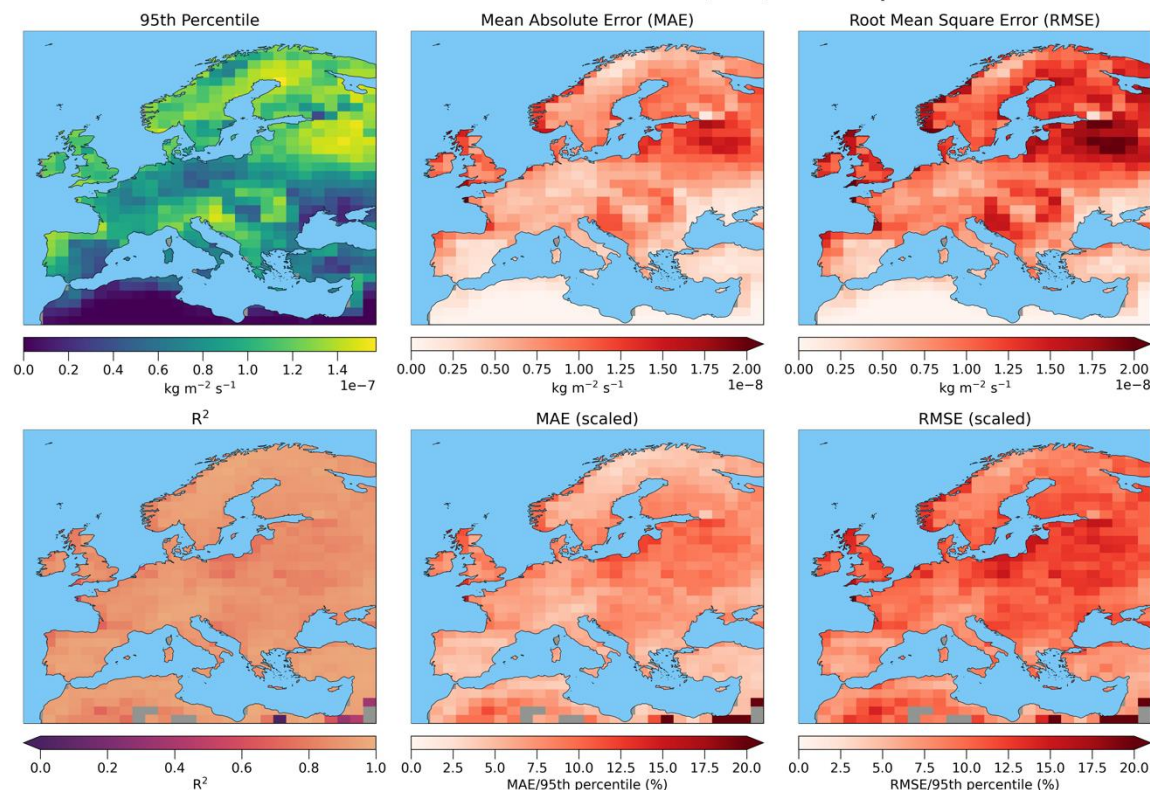 95th Percentile
Mean Absolute Error (MAE)
Root Mean Square Error (RMSE)
0.0 0.2 0.4 0.6 0.8 1.0 1.2 1.4
kg m⁻² s⁻¹
1e−7
0.00 0.25 0.50 0.75 1.00 1.25 1.50 1.75 2.00
kg m⁻² s⁻¹
1e−8
0.00 0.25 0.50 0.75 1.00 1.25 1.50 1.75 2.00
kg m⁻² s⁻¹
1e−8
R²
MAE (scaled)
RMSE (scaled)
0.0 0.2 0.4 0.6 0.8 1.0
R²
0.0 2.5 5.0 7.5 10.0 12.5 15.0 17.5 20.0
MAE/95th percentile (%)
0.0 2.5 5.0 7.5 10.0 12.5 15.0 17.5 20.0
RMSE/95th percentile (%)